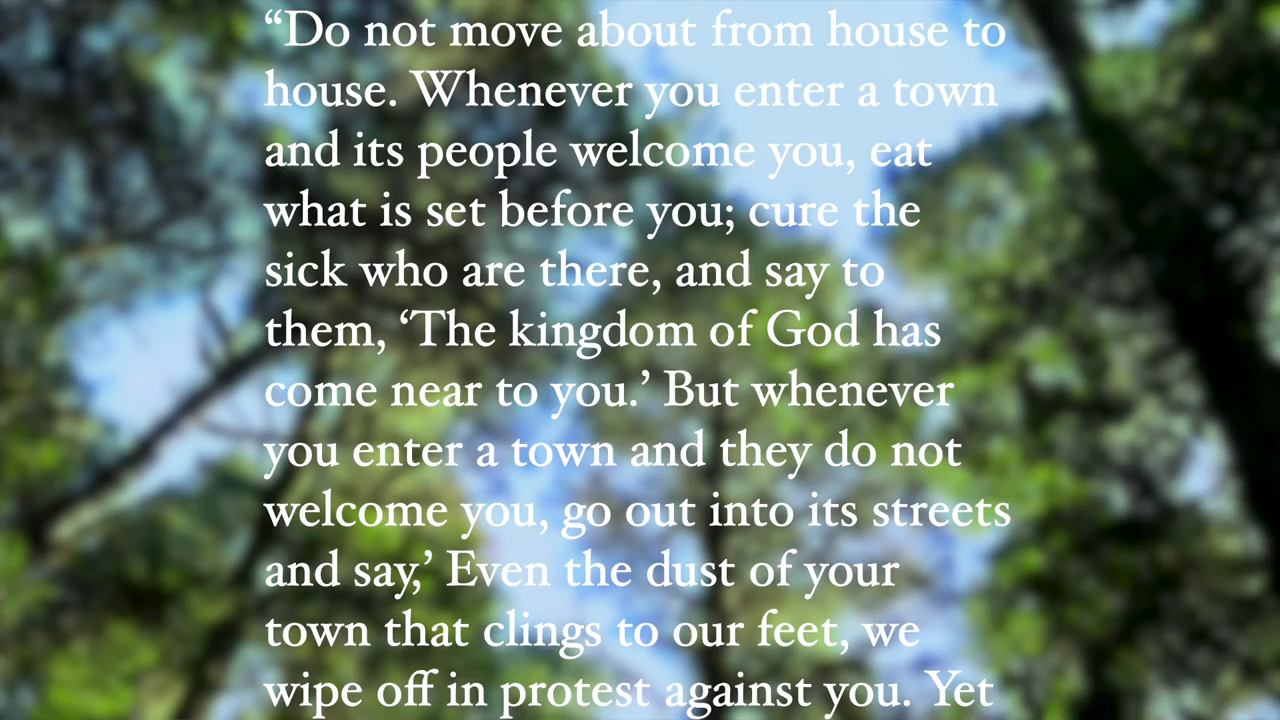 “Do not move about from house to
house. Whenever you enter a town
and its people welcome you, eat
what is set before you; cure the
sick who are there, and say to
them, ‘The kingdom of God has
come near to you.’ But whenever
you enter a town and they do not
welcome you, go out into its streets
and say,’ Even the dust of your
town that clings to our feet, we
wipe off in protest against you. Yet